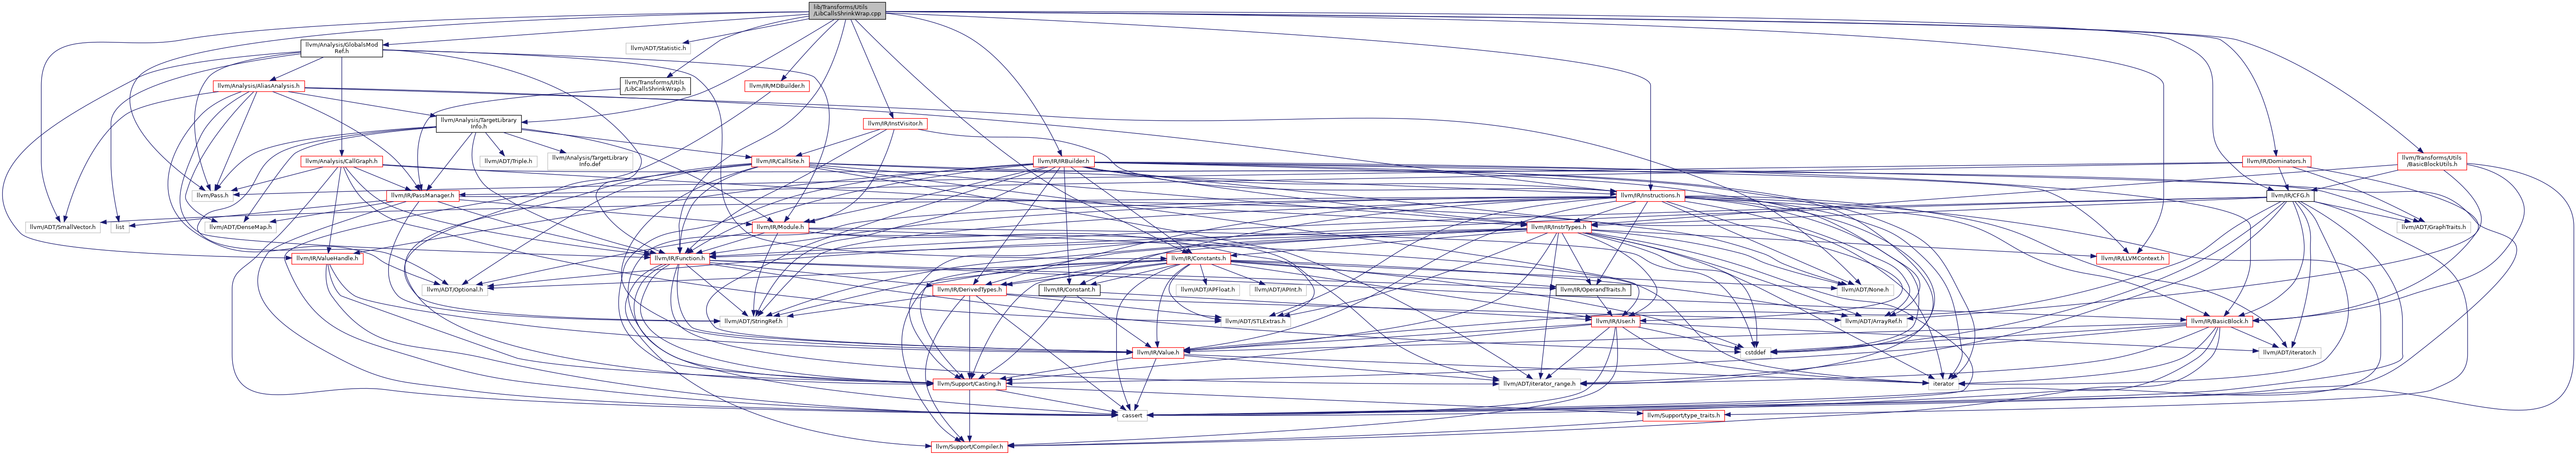 lib/Transforms/Utils
/LibCallsShrinkWrap.cpp
llvm/Analysis/GlobalsMod
Ref.h
llvm/ADT/Statistic.h
llvm/Analysis/AliasAnalysis.h
llvm/Transforms/Utils
/LibCallsShrinkWrap.h
llvm/IR/MDBuilder.h
llvm/Analysis/TargetLibrary
Info.h
llvm/IR/InstVisitor.h
llvm/Analysis/CallGraph.h
llvm/ADT/Triple.h
llvm/Analysis/TargetLibrary
Info.def
llvm/IR/CallSite.h
llvm/IR/IRBuilder.h
llvm/IR/Dominators.h
llvm/Transforms/Utils
/BasicBlockUtils.h
llvm/Pass.h
llvm/IR/PassManager.h
llvm/IR/Instructions.h
llvm/IR/CFG.h
llvm/ADT/SmallVector.h
list
llvm/ADT/DenseMap.h
llvm/IR/Module.h
llvm/IR/InstrTypes.h
llvm/ADT/GraphTraits.h
llvm/IR/ValueHandle.h
llvm/IR/Function.h
llvm/IR/Constants.h
llvm/IR/LLVMContext.h
llvm/ADT/Optional.h
llvm/IR/DerivedTypes.h
llvm/IR/Constant.h
llvm/ADT/APFloat.h
llvm/ADT/APInt.h
llvm/IR/OperandTraits.h
llvm/ADT/None.h
llvm/ADT/StringRef.h
llvm/ADT/STLExtras.h
llvm/IR/User.h
llvm/ADT/ArrayRef.h
llvm/IR/BasicBlock.h
llvm/IR/Value.h
cstddef
llvm/ADT/iterator.h
llvm/Support/Casting.h
llvm/ADT/iterator_range.h
iterator
cassert
llvm/Support/type_traits.h
llvm/Support/Compiler.h